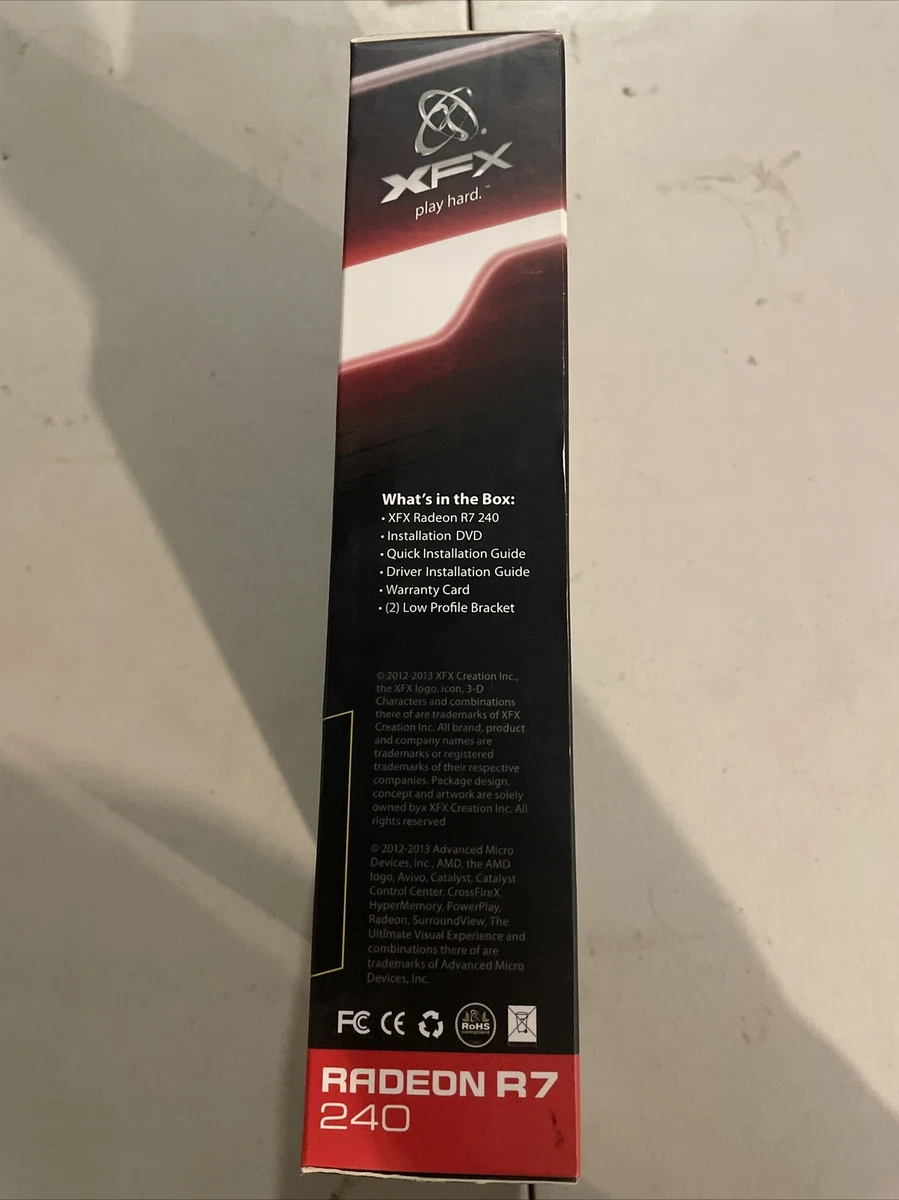 XFX
play hard.™
What's in the Box:
• XFX Radeon R7 240
• Installation DVD
• Quick Installation Guide
• Driver Installation Guide
• Warranty Card
• (2) Low Profile Bracket
© 2012-2013 XFX Creation Inc.,
the XFX logo, icon, 3-D
Characters and combinations
there of are trademarks of XFX
Creation Inc. All brand, product
and company names are
trademarks or registered
trademarks of their respective
companies. Package design,
concept and artwork are solely
owned byx XFX Creation Inc. All
rights reserved
© 2012-2013 Advanced Micro
Devices, Inc., AMD, the AMD
logo, Avivo, Catalyst, Catalyst
Control Center, CrossFireX,
HyperMemory, PowerPlay,
Radeon, SurroundView, The
Ultimate Visual Experience and
combinations there of are
trademarks of Advanced Micro
Devices, Inc.
FC CE RoHS
RADEON R7
240